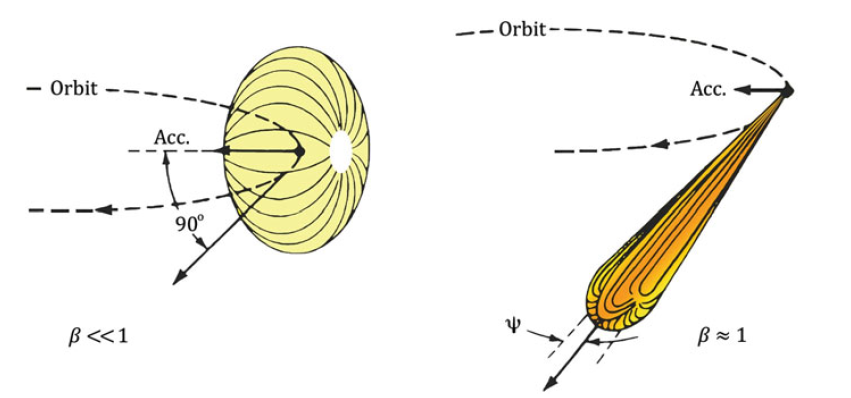 Orbit
Acc.
90°
β << 1
Orbit
Acc.
ψ
β ≈ 1